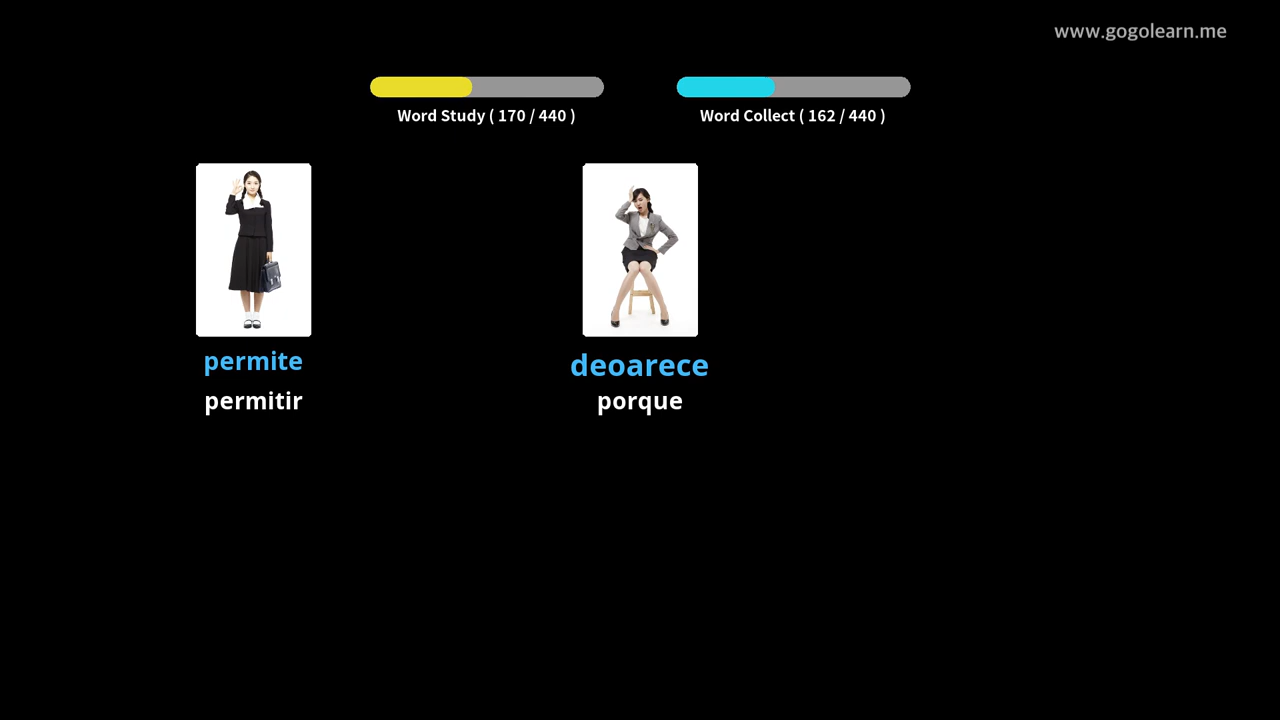 www.gogolearn.me
Word Study ( 170 / 440 )
Word Collect ( 162 / 440 )
permite
permitir
deoarece
porque